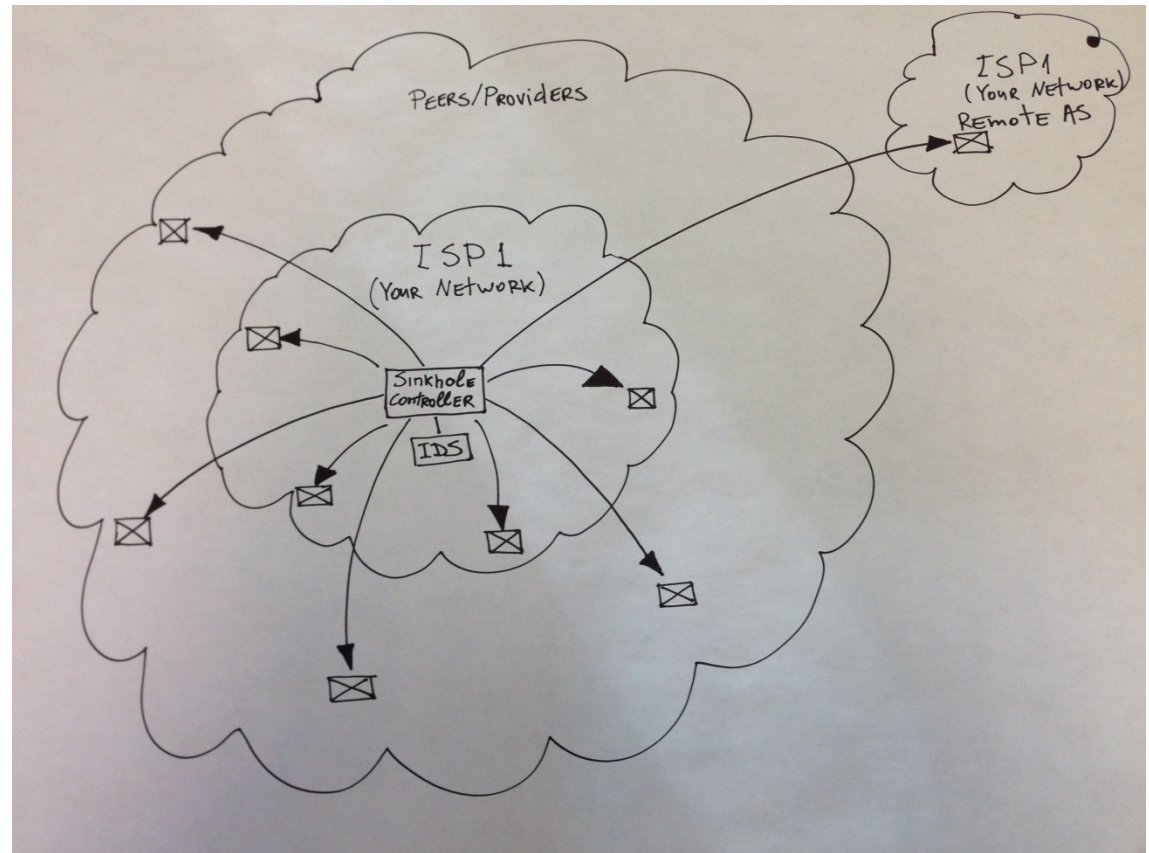 PEERS/PROVIDERS
ISP1
(YOUR NETWORK)
REMOTE AS
ISP1
(YOUR NETWORK)
SINKHOLE
CONTROLLER
IDS